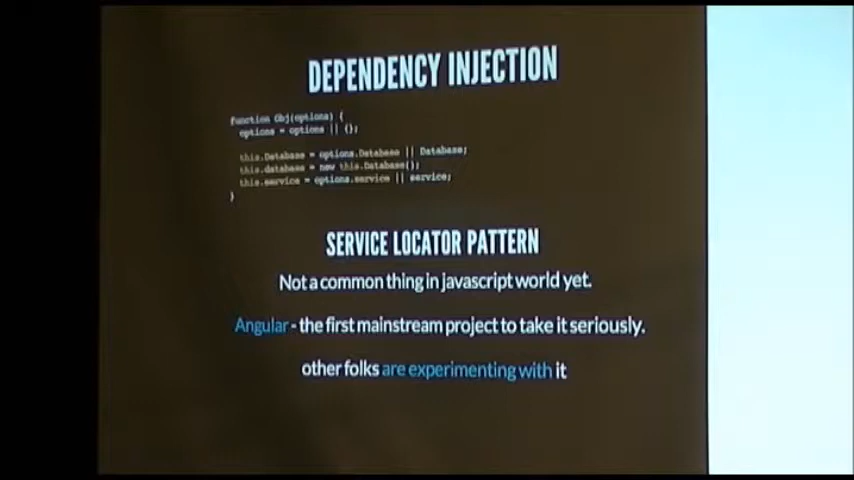 DEPENDENCY INJECTION
function Obj(options) {
options = options || {};
this.Database = options.Database || Database;
this.database = new this.Database();
this.service = options.service || service;
}
SERVICE LOCATOR PATTERN
Not a common thing in javascript world yet.
Angular - the first mainstream project to take it seriously.
other folks are experimenting with it